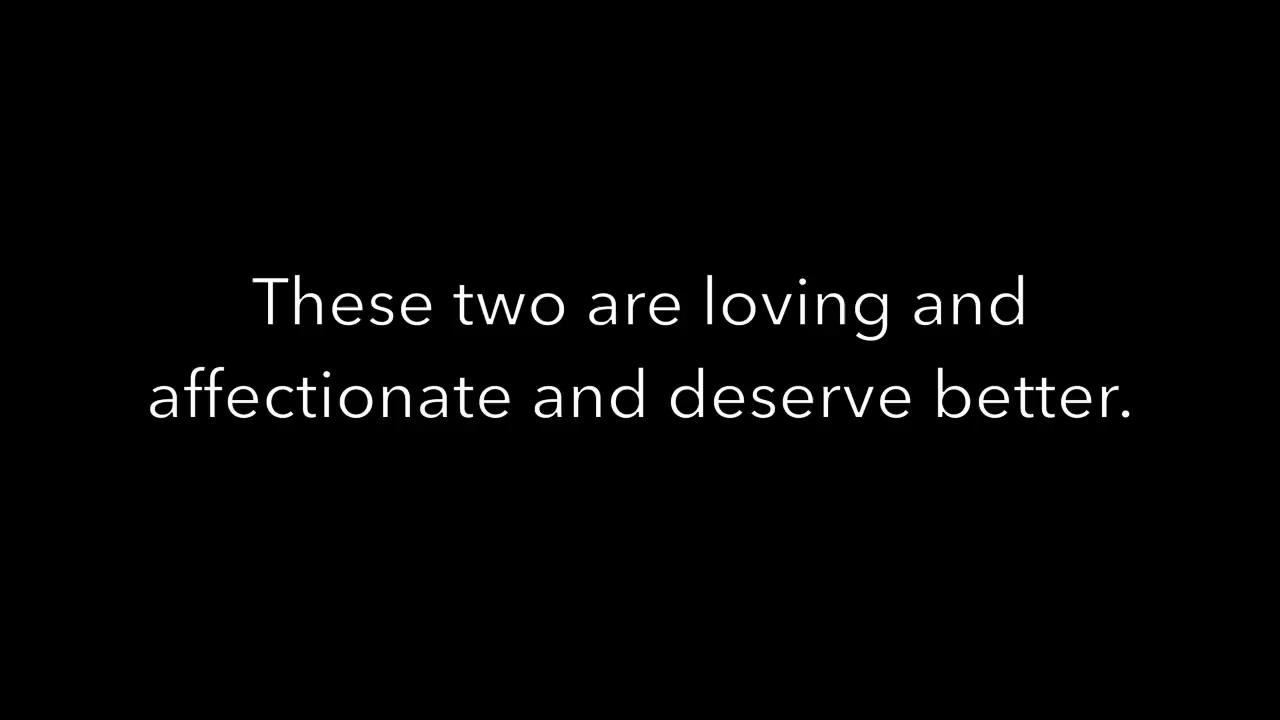 These two are loving and
affectionate and deserve better.